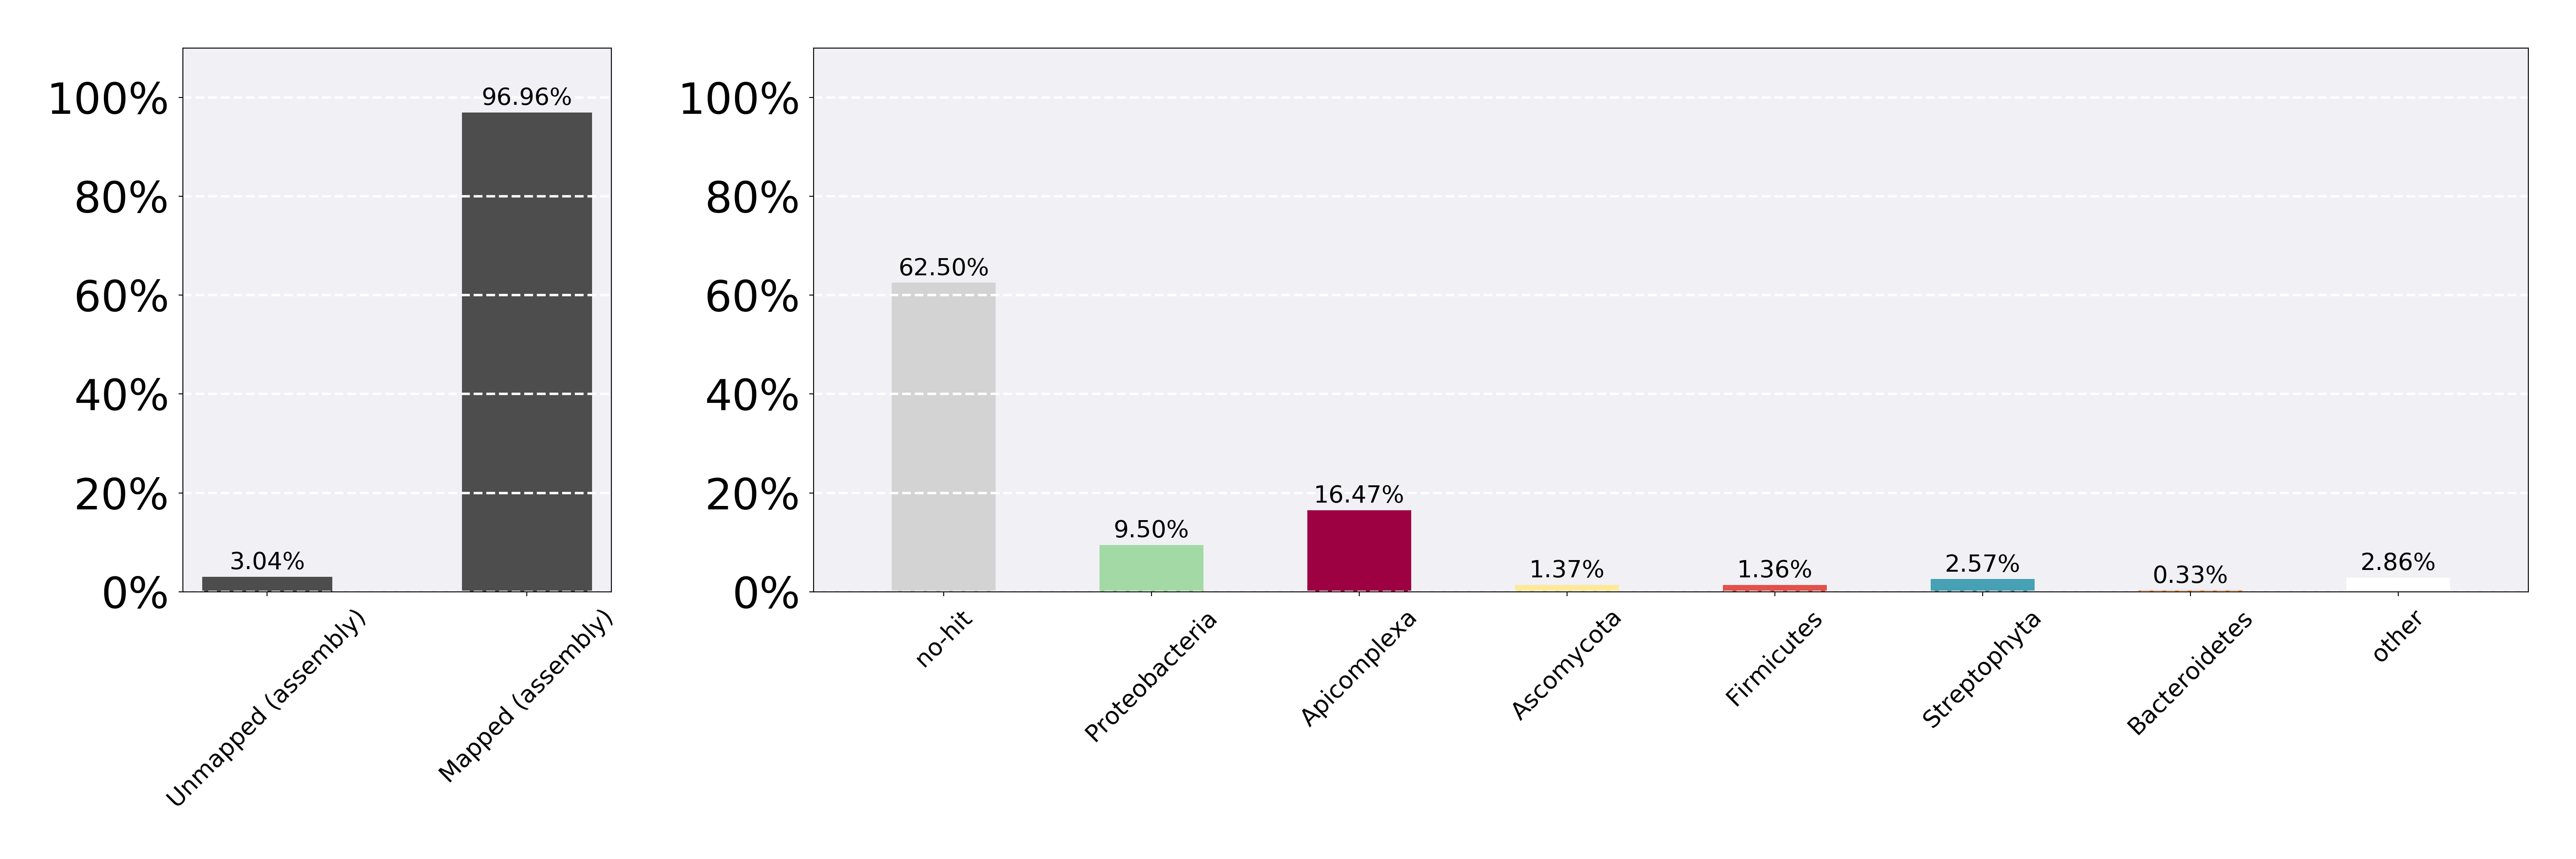 100%
80%
60%
40%
20%
0%
3.04%
96.96%
Unmapped (assembly)
Mapped (assembly)
100%
80%
60%
40%
20%
0%
62.50%
9.50%
16.47%
1.37%
1.36%
2.57%
0.33%
2.86%
no-hit
Proteobacteria
Apicomplexa
Ascomycota
Firmicutes
Streptophyta
Bacteroidetes
other